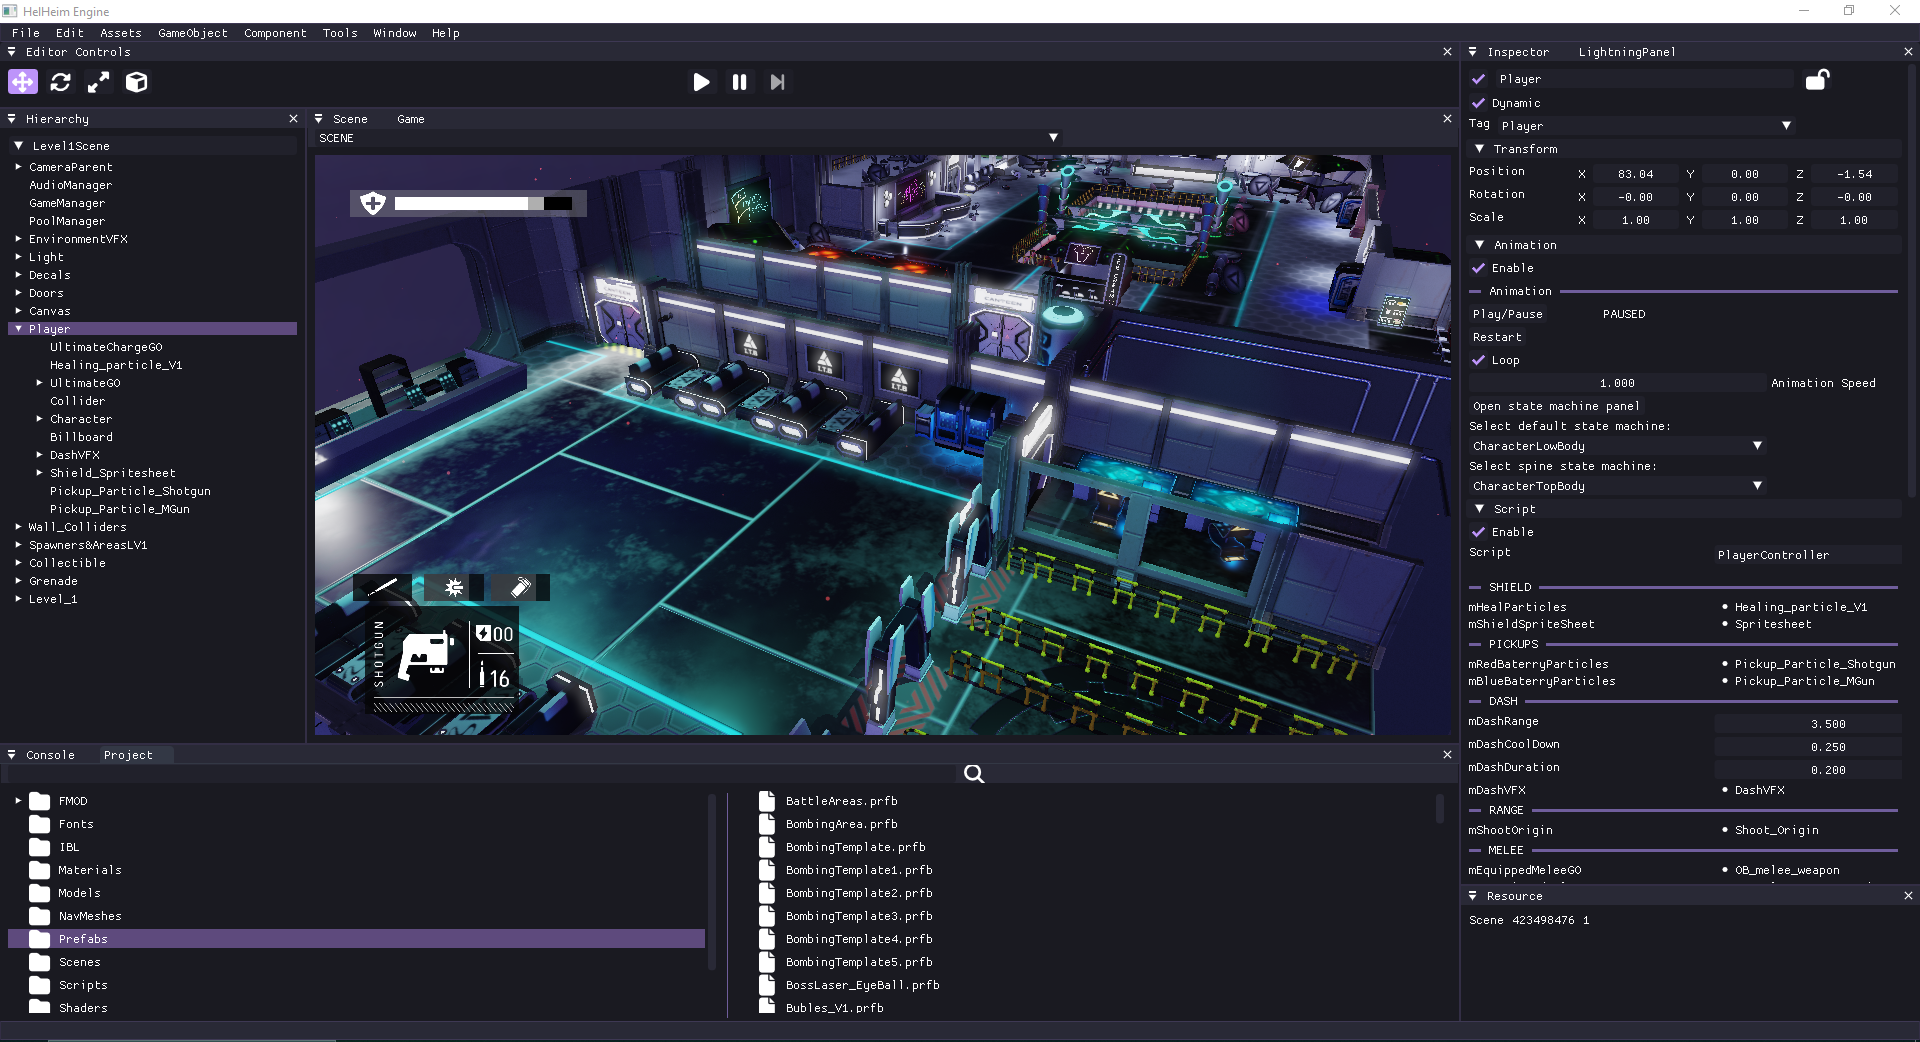 HelHeim Engine
File Edit Assets GameObject Component Tools Window Help
Editor Controls
Hierarchy
Level1Scene
CameraParent
AudioManager
GameManager
PoolManager
EnvironmentVFX
Light
Decals
Doors
Canvas
Player
UltimateChargeGO
Healing_particle_V1
UltimateGO
Collider
Character
Billboard
DashVFX
Shield_Spritesheet
Pickup_Particle_Shotgun
Pickup_Particle_MGun
Wall_Colliders
Spawners&AreasLV1
Collectible
Grenade
Level_1
Scene Game
SCENE
CANTEEN
CANTEEN
I.T.B
I.T.B
I.T.B
SHOTGUN
00
16
Inspector LightningPanel
Player
Dynamic
Tag Player
Transform
Position X 83.04 Y 0.00 Z -1.54
Rotation X -0.00 Y 0.00 Z -0.00
Scale X 1.00 Y 1.00 Z 1.00
Animation
Enable
Animation
Play/Pause PAUSED
Restart
Loop
1.000 Animation Speed
Open state machine panel
Select default state machine:
CharacterLowBody
Select spine state machine:
CharacterTopBody
Script
Enable
Script PlayerController
SHIELD
mHealParticles Healing_particle_V1
mShieldSpriteSheet Spritesheet
PICKUPS
mRedBaterryParticles Pickup_Particle_Shotgun
mBlueBaterryParticles Pickup_Particle_MGun
DASH
mDashRange 3.500
mDashCoolDown 0.250
mDashDuration 0.200
mDashVFX DashVFX
RANGE
mShootOrigin Shoot_Origin
MELEE
mEquippedMeleeGO OB_melee_weapon
Resource
Scene 423498476 1
Console Project
FMOD
Fonts
IBL
Materials
Models
NavMeshes
Prefabs
Scenes
Scripts
Shaders
BattleAreas.prfb
BombingArea.prfb
BombingTemplate.prfb
BombingTemplate1.prfb
BombingTemplate2.prfb
BombingTemplate3.prfb
BombingTemplate4.prfb
BombingTemplate5.prfb
BossLaser_EyeBall.prfb
Bubles_V1.prfb